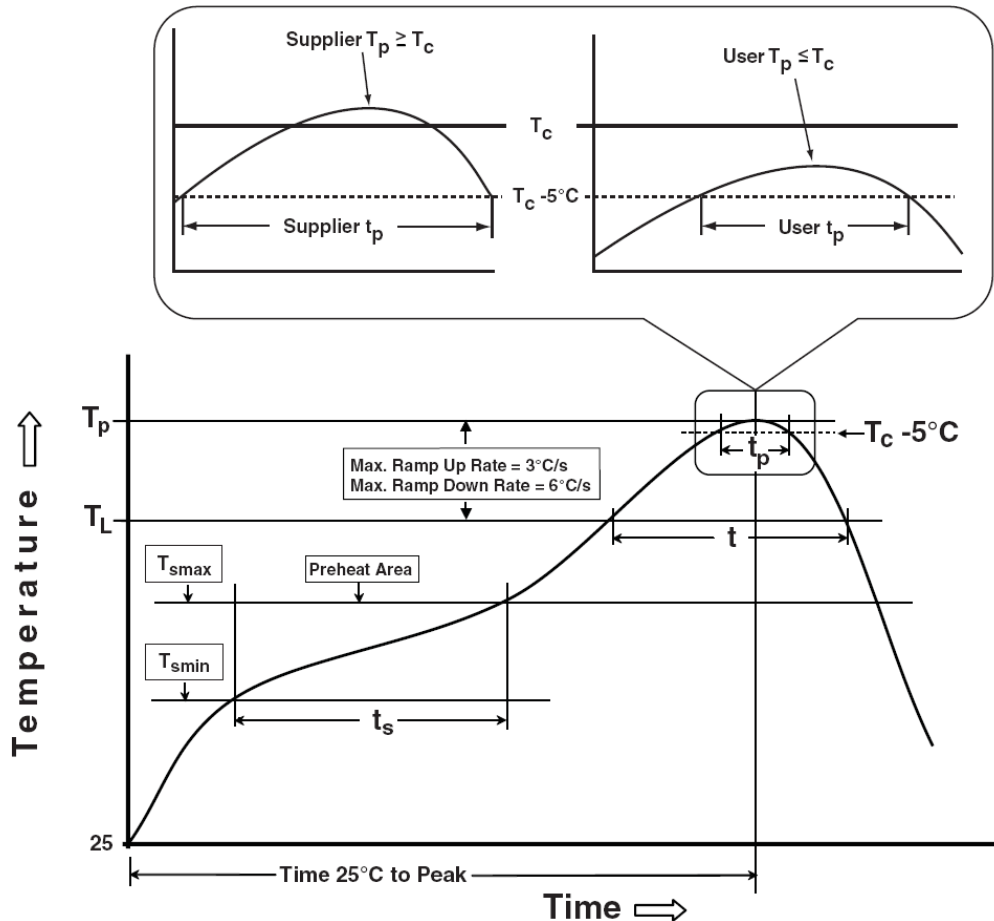 Supplier Tp ≥ Tc
User Tp ≤ Tc
Tc
Tc -5°C
Supplier tp
User tp
Tp
Tc -5°C
tp
Max. Ramp Up Rate = 3°C/s
Max. Ramp Down Rate = 6°C/s
TL
t
Tsmax
Preheat Area
Tsmin
ts
Temperature
25
Time 25°C to Peak
Time